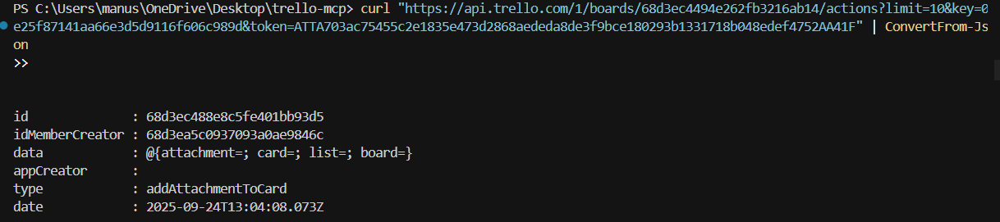 PS C:\Users\manus\OneDrive\Desktop\trello-mcp> curl "https://api.trello.com/1/boards/68d3ec4494e262fb3216ab14/actions?limit=10&key=0
e25f87141aa66e3d5d9116f606c989d&token=ATTA703ac75455c2e1835e473d2868aededa8de3f9bce180293b1331718b048edef4752AA41F" | ConvertFrom-Js
on
>>
id                : 68d3ec488e8c5fe401bb93d5
idMemberCreator : 68d3ea5c0937093a0ae9846c
data              : @{attachment=; card=; list=; board=}
appCreator        :
type              : addAttachmentToCard
date              : 2025-09-24T13:04:08.073Z